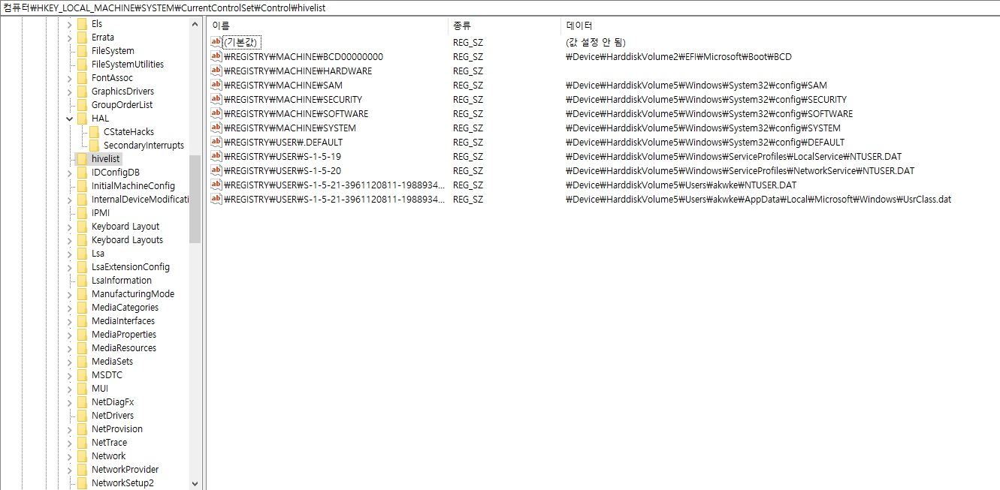 컴퓨터₩HKEY_LOCAL_MACHINE₩SYSTEM₩CurrentControlSet₩Control₩hivelist
Els
Errata
FileSystem
FileSystemUtilities
FontAssoc
GraphicsDrivers
GroupOrderList
HAL
CStateHacks
SecondaryInterrupts
hivelist
IDConfigDB
InitialMachineConfig
InternalDeviceModificati
IPMI
Keyboard Layout
Keyboard Layouts
Lsa
LsaExtensionConfig
LsaInformation
ManufacturingMode
MediaCategories
MediaInterfaces
MediaProperties
MediaResources
MediaSets
MSDTC
MUI
NetDiagFx
NetDrivers
NetProvision
NetTrace
Network
NetworkProvider
NetworkSetup2
이름 종류 데이터
(기본값) REG_SZ (값 설정 안 됨)
₩REGISTRY₩MACHINE₩BCD00000000 REG_SZ ₩Device₩HarddiskVolume2₩EFI₩Microsoft₩Boot₩BCD
₩REGISTRY₩MACHINE₩HARDWARE REG_SZ
₩REGISTRY₩MACHINE₩SAM REG_SZ ₩Device₩HarddiskVolume5₩Windows₩System32₩config₩SAM
₩REGISTRY₩MACHINE₩SECURITY REG_SZ ₩Device₩HarddiskVolume5₩Windows₩System32₩config₩SECURITY
₩REGISTRY₩MACHINE₩SOFTWARE REG_SZ ₩Device₩HarddiskVolume5₩Windows₩System32₩config₩SOFTWARE
₩REGISTRY₩MACHINE₩SYSTEM REG_SZ ₩Device₩HarddiskVolume5₩Windows₩System32₩config₩SYSTEM
₩REGISTRY₩USER₩.DEFAULT REG_SZ ₩Device₩HarddiskVolume5₩Windows₩System32₩config₩DEFAULT
₩REGISTRY₩USER₩S-1-5-19 REG_SZ ₩Device₩HarddiskVolume5₩Windows₩ServiceProfiles₩LocalService₩NTUSER.DAT
₩REGISTRY₩USER₩S-1-5-20 REG_SZ ₩Device₩HarddiskVolume5₩Windows₩ServiceProfiles₩NetworkService₩NTUSER.DAT
₩REGISTRY₩USER₩S-1-5-21-3961120811-1988934... REG_SZ ₩Device₩HarddiskVolume5₩Users₩akwke₩NTUSER.DAT
₩REGISTRY₩USER₩S-1-5-21-3961120811-1988934... REG_SZ ₩Device₩HarddiskVolume5₩Users₩akwke₩AppData₩Local₩Microsoft₩Windows₩UsrClass.dat